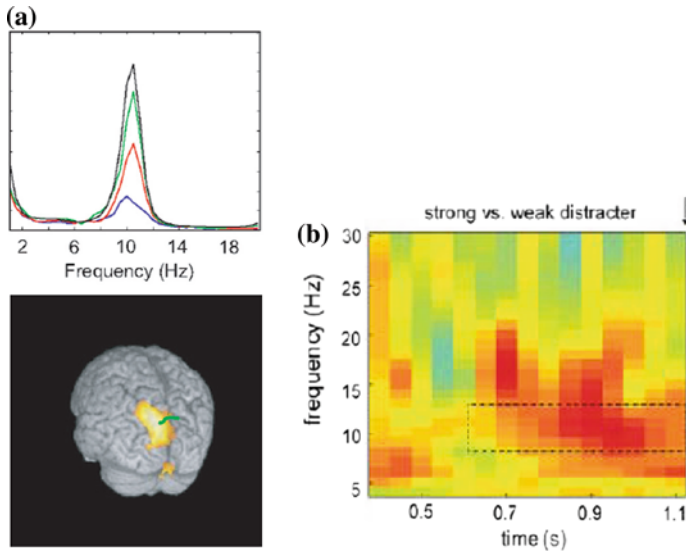 (a)
2 6 10 14 18
Frequency (Hz)
(b)
strong vs. weak distracter
30
25
20
15
10
5
frequency (Hz)
0.5 0.7 0.9 1.1
time (s)